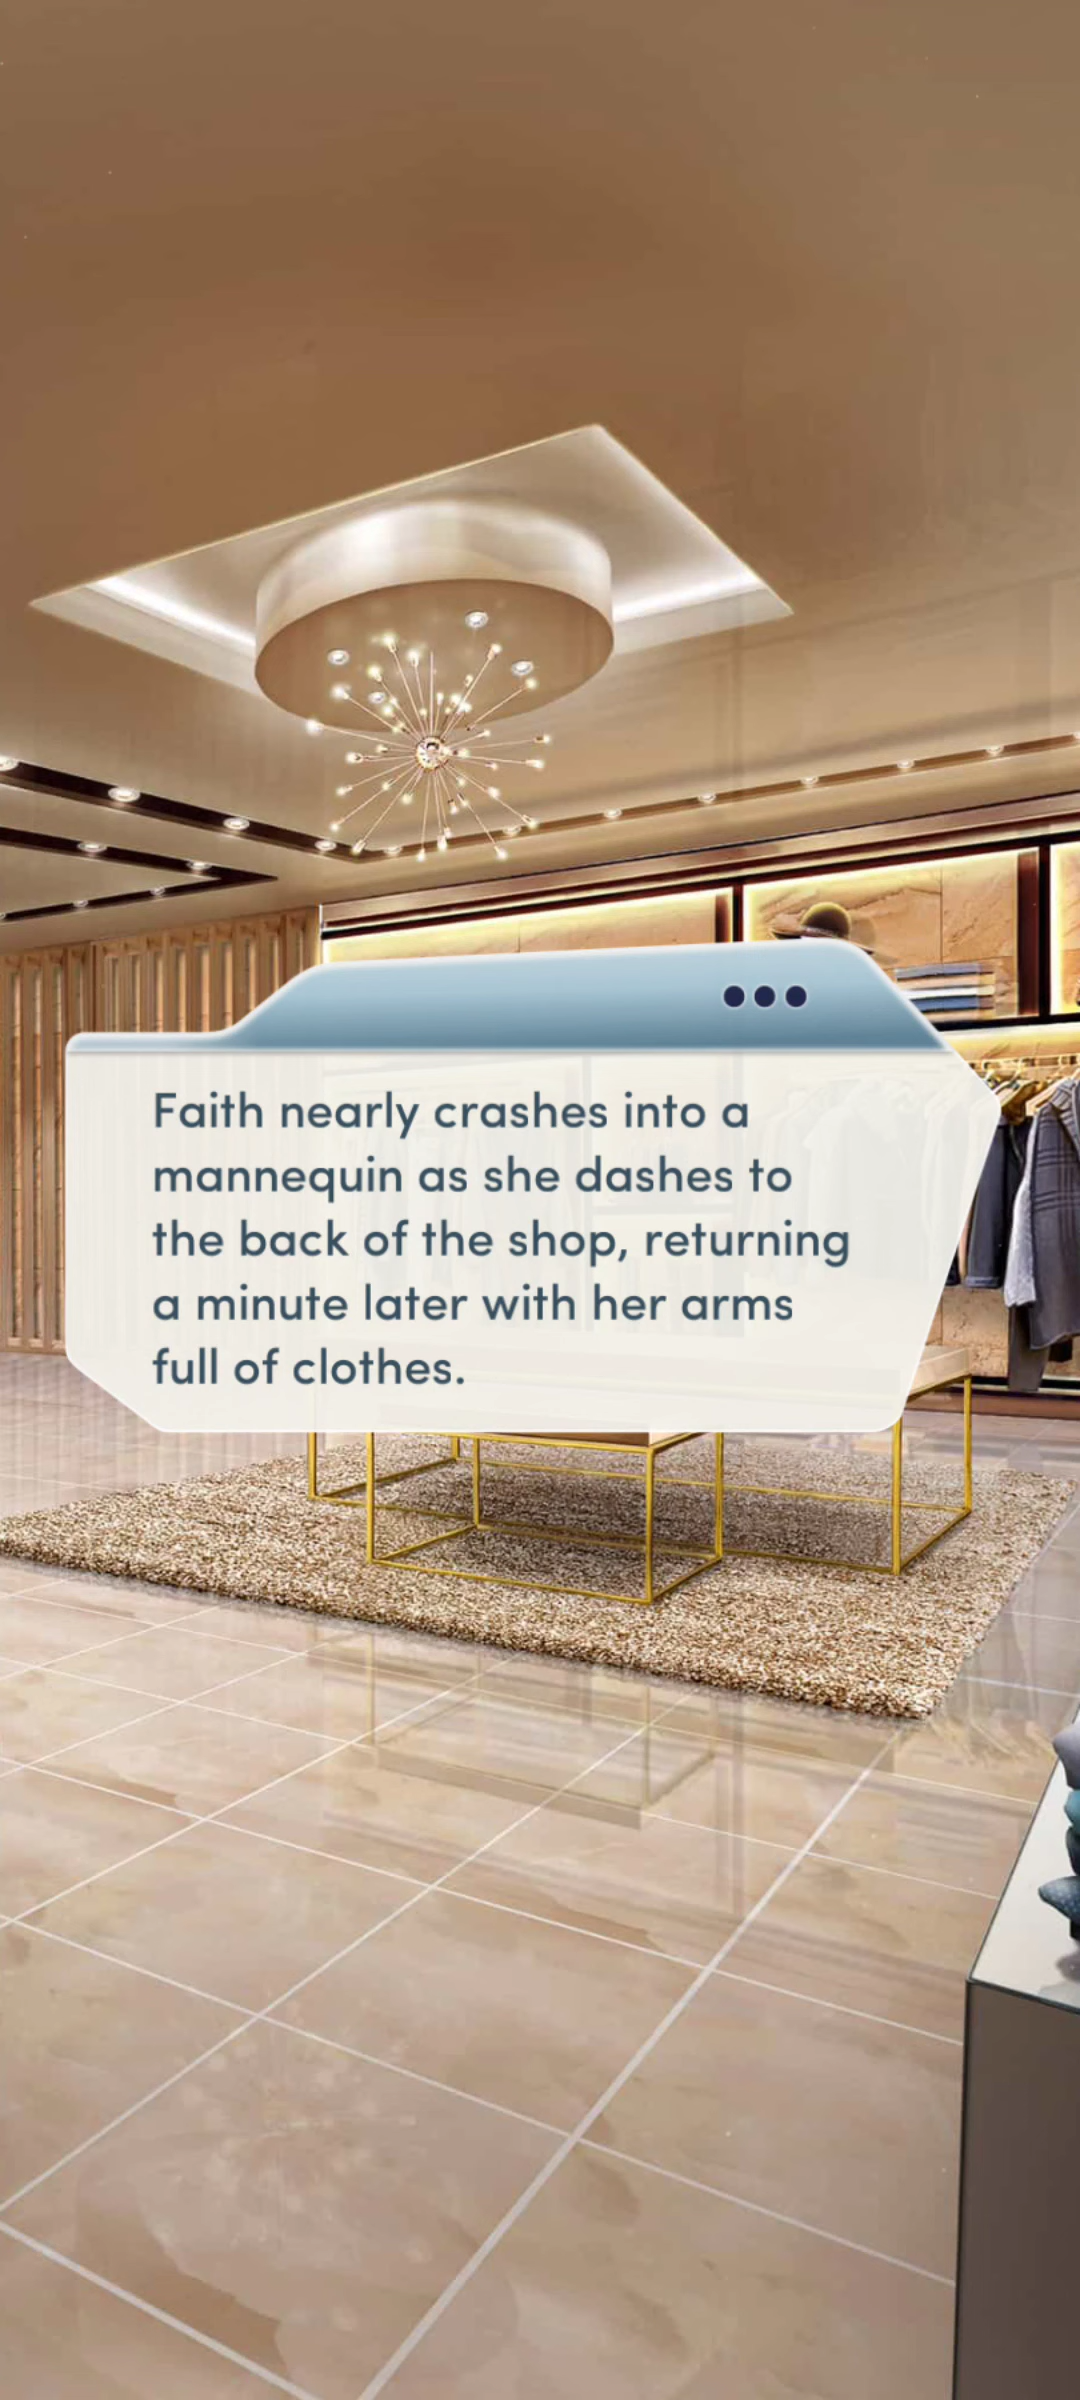 Faith nearly crashes into a
mannequin as she dashes to
the back of the shop, returning
a minute later with her arms
full of clothes.